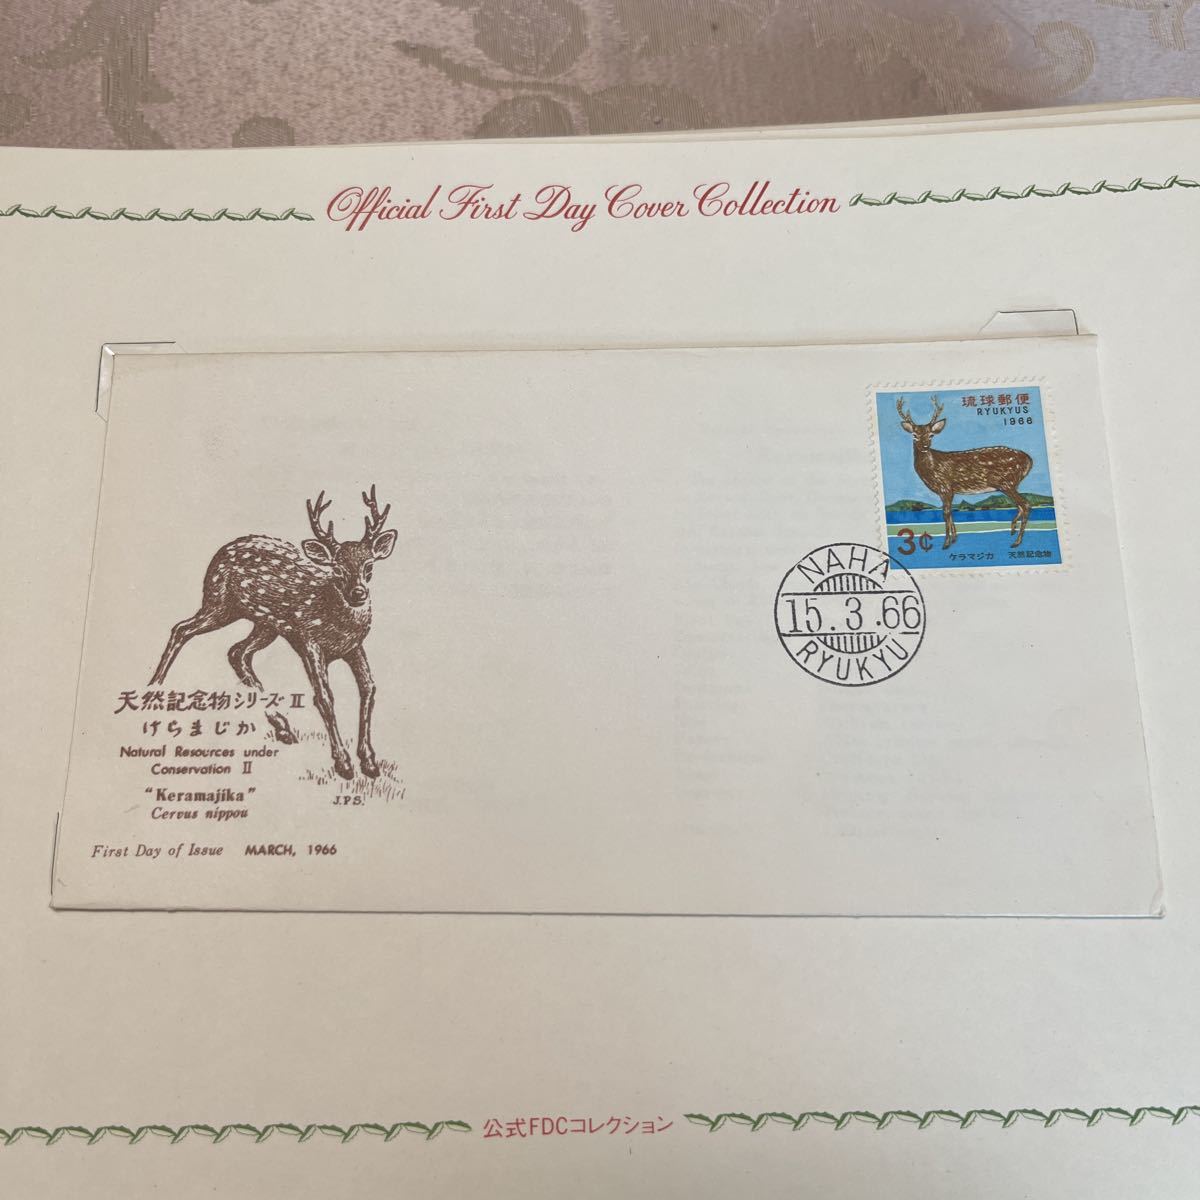 Official First Day Cover Collection
琉球郵便
RYUKYUS
1966
3¢
ケラマジカ 天然記念物
NAHA
15.3.66
RYUKYU
天然記念物シリーズⅡ
けらまじか
Natural Resources under
Conservation II
"Keramajika"
Cervus nippou
J.P.S.
First Day of Issue MARCH, 1966
公式FDCコレクション